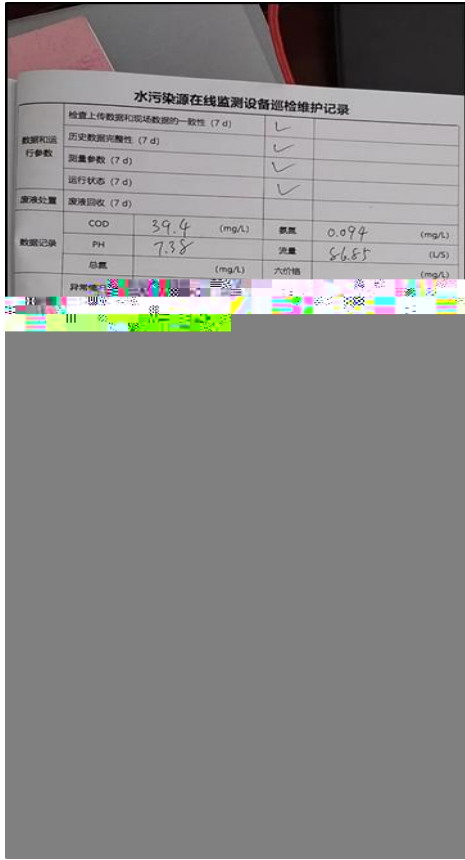 水污染源在线监测设备巡检维护记录
数据和运行参数
检查上传数据和现场数据的一致性（7 d） ✓
历史数据完整性（7 d） ✓
测量参数（7 d） ✓
运行状态（7 d） ✓
废液处置 废液回收（7 d）
数据记录
COD 39.4 (mg/L) 氨氮 0.094 (mg/L)
PH 7.38 流量 86.85 (L/S)
总氮 (mg/L) 六价铬 (mg/L)
异常情